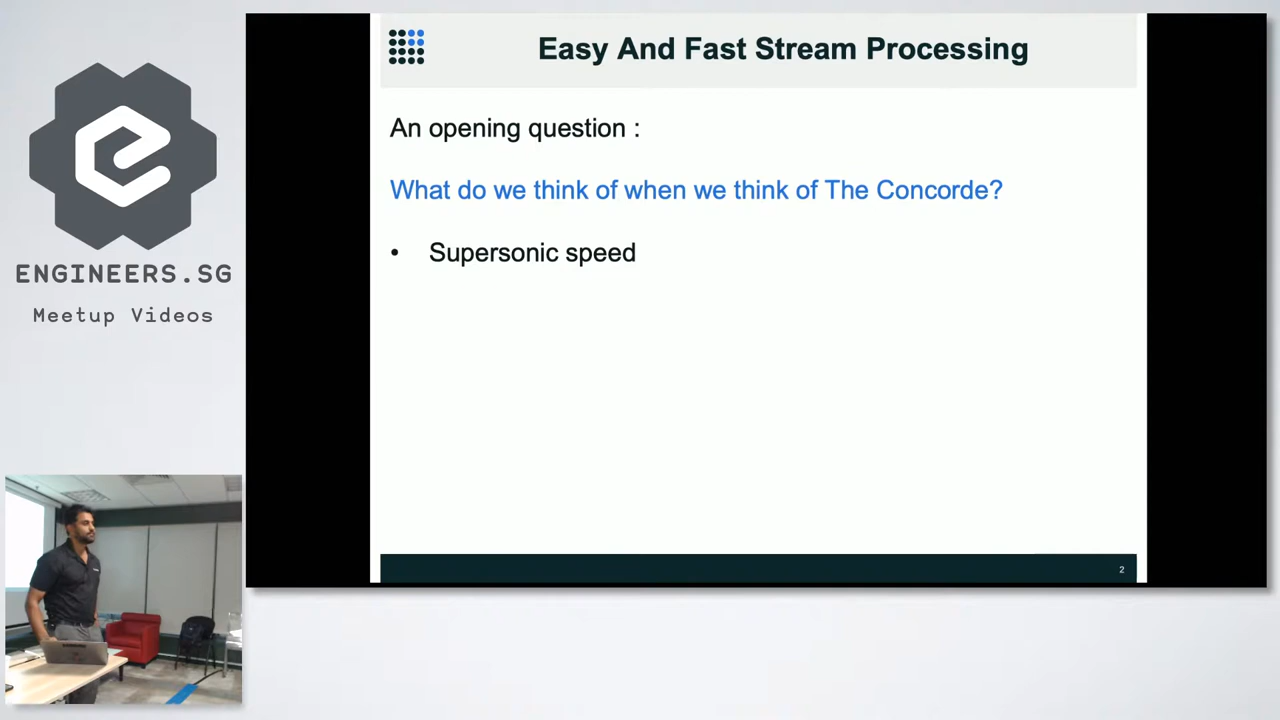 Easy And Fast Stream Processing
An opening question :
What do we think of when we think of The Concorde?
• Supersonic speed
2
ENGINEERS.SG
Meetup Videos